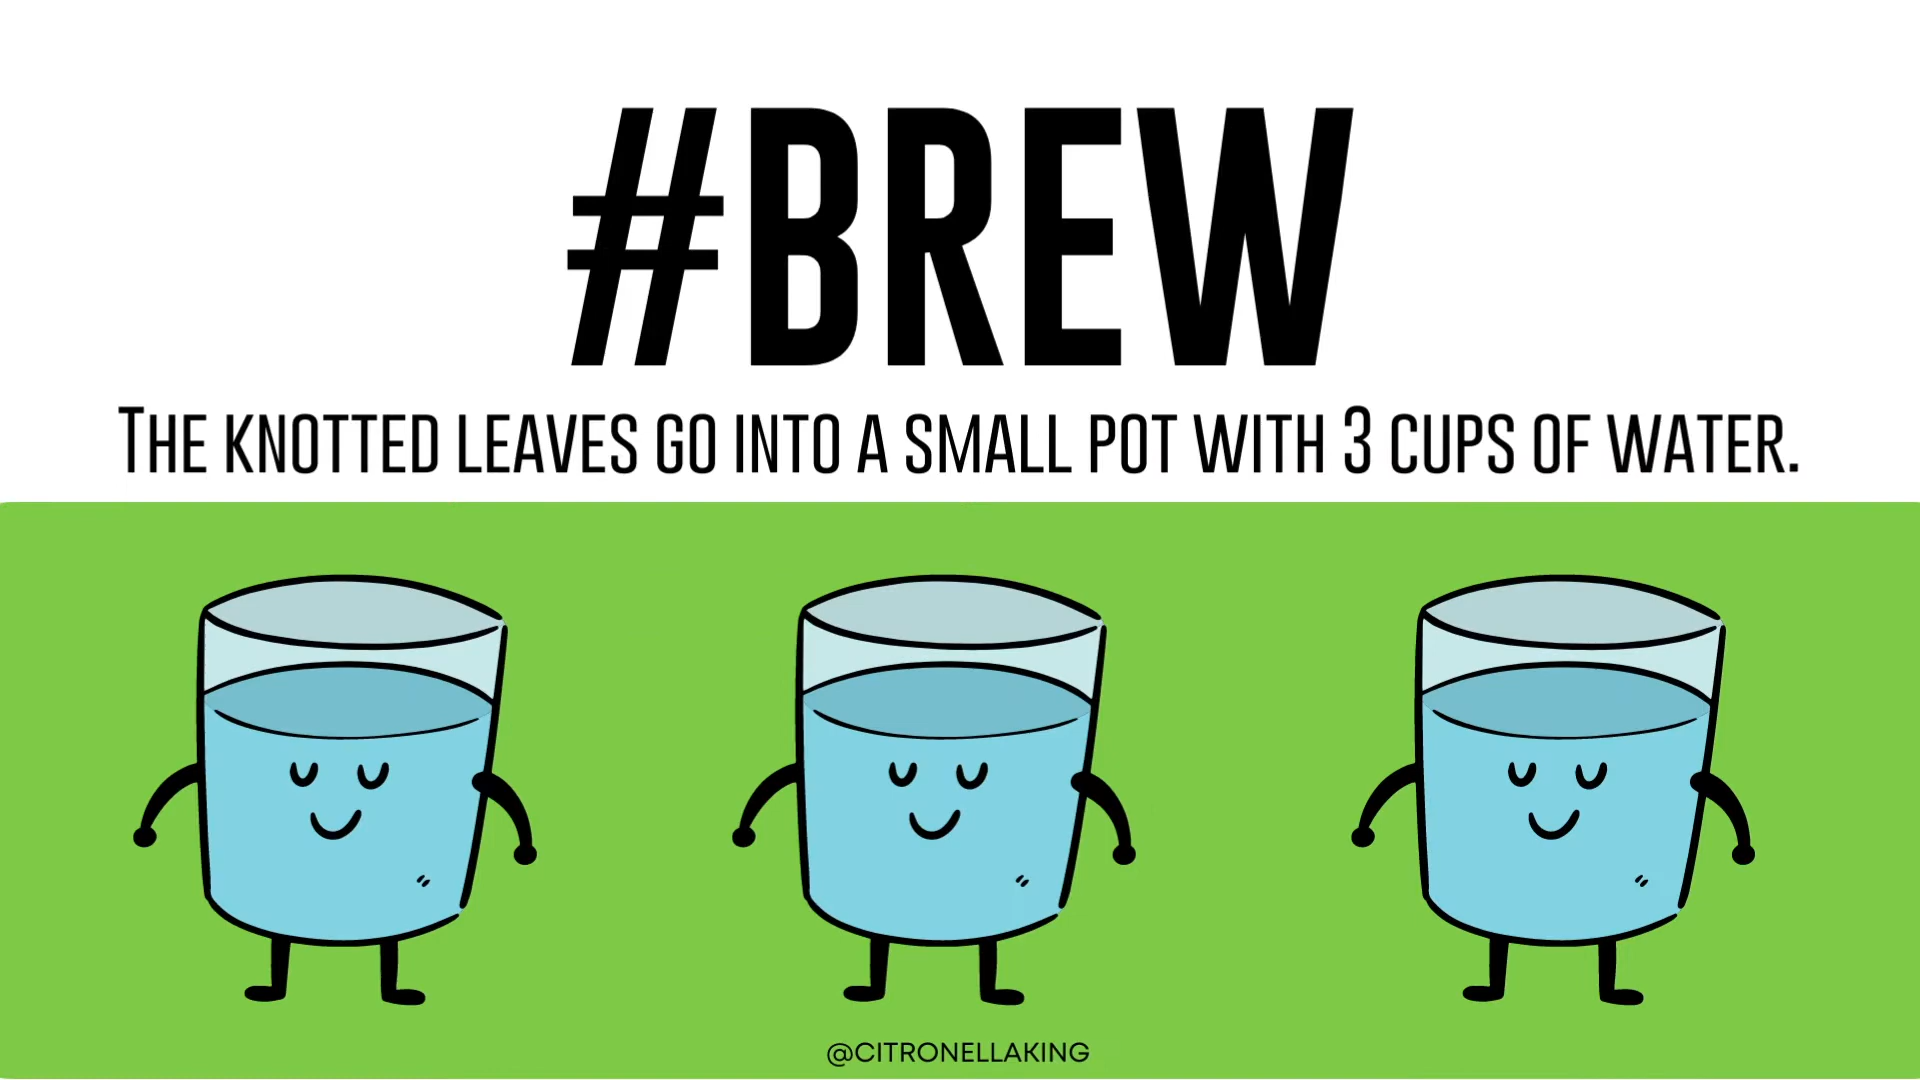 #BREW
The knotted leaves go into a small pot with 3 cups of water.
@CITRONELLAKING